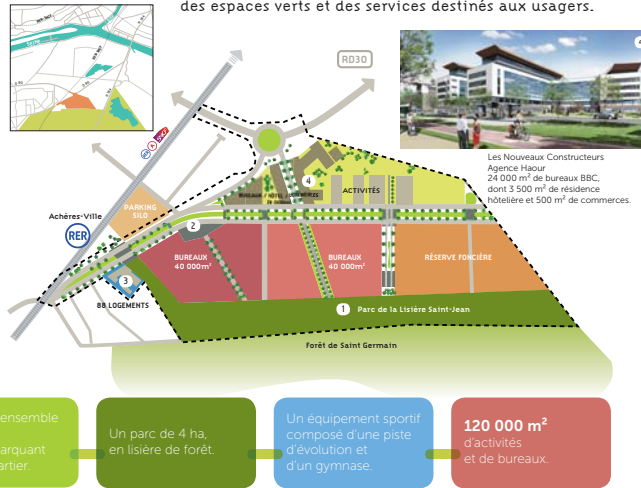 des espaces verts et des services destinés aux usagers.
RD30
4
Les Nouveaux Constructeurs
Agence Haour
24 000 m² de bureaux BBC,
dont 3 500 m² de résidence
hôtelière et 500 m² de commerces.
RER A
4
ACTIVITÉS
PARKING
SILO
Achères-Ville
RER
2
BUREAUX
40 000m²
BUREAUX
40 000m²
RÉSERVE FONCIÈRE
3
88 LOGEMENTS
1 Parc de la Lisière Saint-Jean
Forêt de Saint Germain
ensemble
arquant
artier.
Un parc de 4 ha,
en lisière de forêt.
Un équipement sportif
composé d'une piste
d'évolution et
d'un gymnase.
120 000 m²
d'activités
et de bureaux.